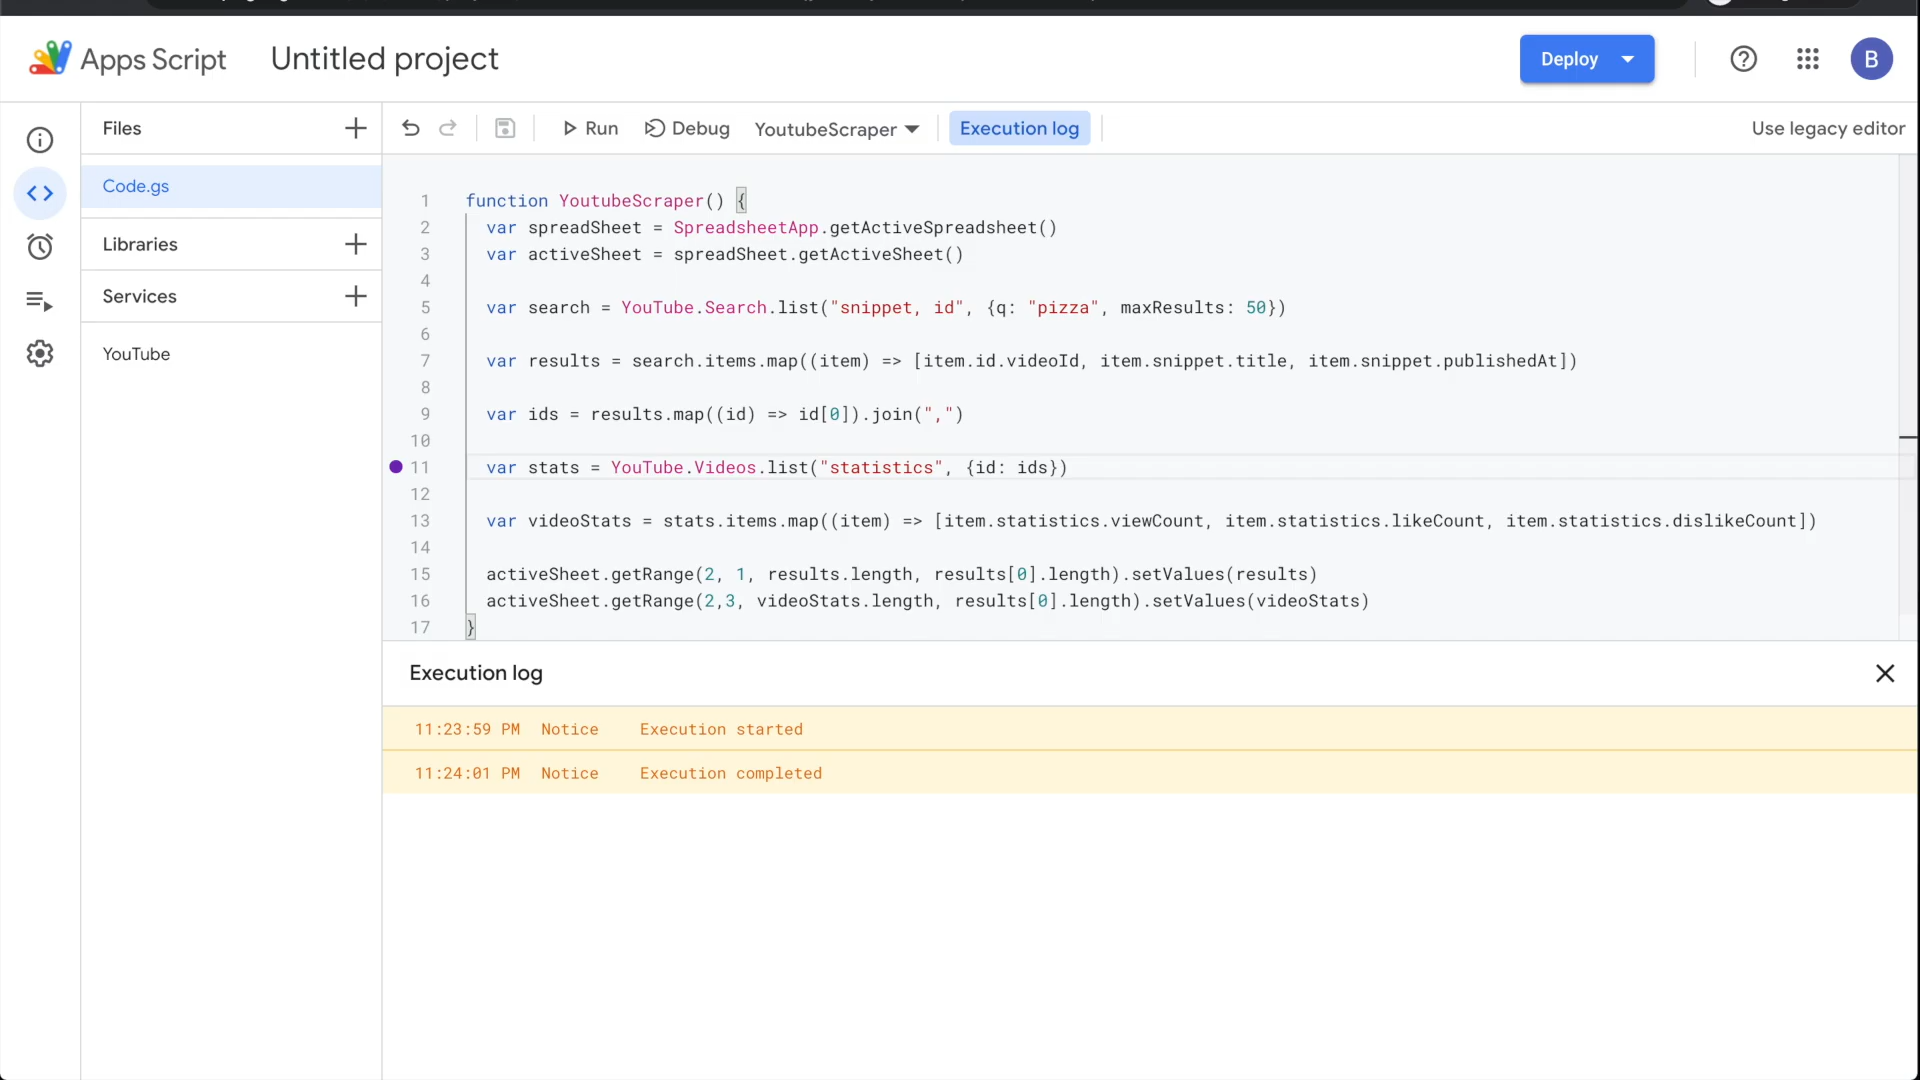 Apps Script Untitled project Deploy B
Files Run Debug YoutubeScraper Execution log Use legacy editor
Code.gs
Libraries
Services
YouTube
1 function YoutubeScraper() {
2 var spreadSheet = SpreadsheetApp.getActiveSpreadsheet()
3 var activeSheet = spreadSheet.getActiveSheet()
4
5 var search = YouTube.Search.list("snippet, id", {q: "pizza", maxResults: 50})
6
7 var results = search.items.map((item) => [item.id.videoId, item.snippet.title, item.snippet.publishedAt])
8
9 var ids = results.map((id) => id[0]).join(",")
10
11 var stats = YouTube.Videos.list("statistics", {id: ids})
12
13 var videoStats = stats.items.map((item) => [item.statistics.viewCount, item.statistics.likeCount, item.statistics.dislikeCount])
14
15 activeSheet.getRange(2, 1, results.length, results[0].length).setValues(results)
16 activeSheet.getRange(2,3, videoStats.length, results[0].length).setValues(videoStats)
17 }
Execution log
11:23:59 PM Notice Execution started
11:24:01 PM Notice Execution completed